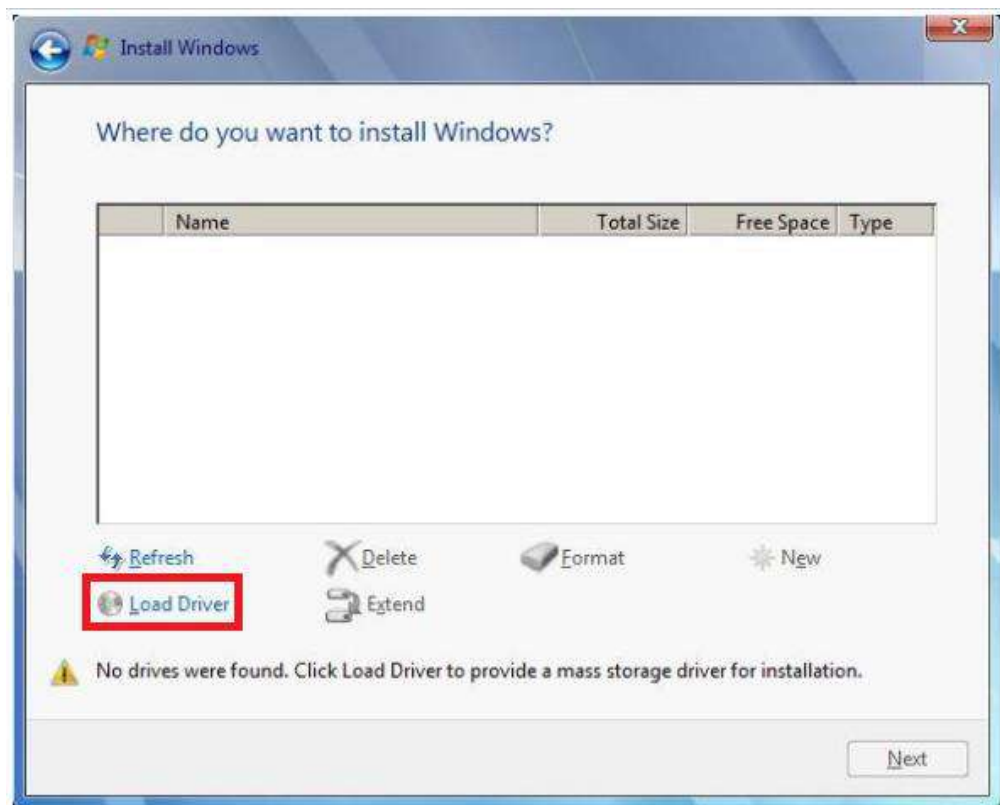 Install Windows
Where do you want to install Windows?
Name Total Size Free Space Type
Refresh Delete Format New
Load Driver Extend
No drives were found. Click Load Driver to provide a mass storage driver for installation.
Next